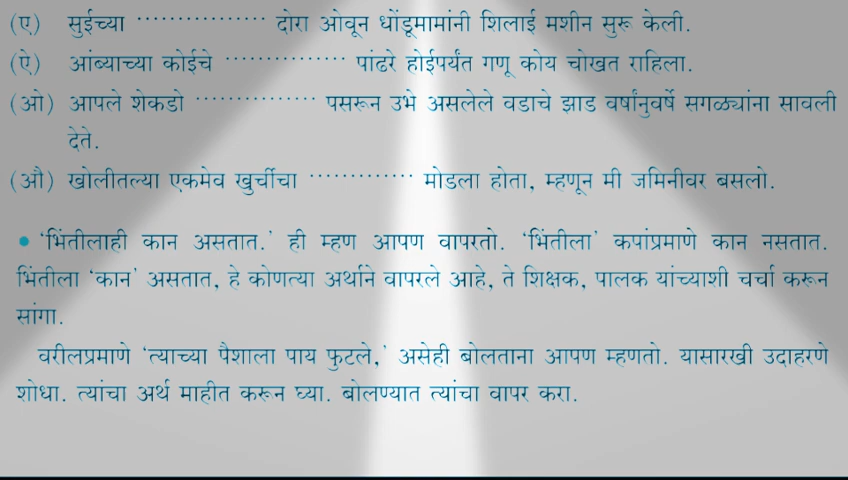 (ए) सुईच्या ................. दोरा ओवून धोंडूमामांनी शिलाई मशीन सुरू केली.
(ऐ) आंब्याच्या कोईचे ................ पांढरे होईपर्यंत गणू कोय चोखत राहिला.
(ओ) आपले शेकडो ................ पसरून उभे असलेले वडाचे झाड वर्षानुवर्षे सगळ्यांना सावली
देते.
(औ) खोलीतल्या एकमेव खुर्चीचा .............. मोडला होता, म्हणून मी जमिनीवर बसलो.
● 'भिंतीलाही कान असतात.' ही म्हण आपण वापरतो. 'भिंतीला' कपांप्रमाणे कान नसतात.
भिंतीला 'कान' असतात, हे कोणत्या अर्थाने वापरले आहे, ते शिक्षक, पालक यांच्याशी चर्चा करून
सांगा.
वरीलप्रमाणे 'त्याच्या पैशाला पाय फुटले,' असेही बोलताना आपण म्हणतो. यासारखी उदाहरणे
शोधा. त्यांचा अर्थ माहीत करून घ्या. बोलण्यात त्यांचा वापर करा.